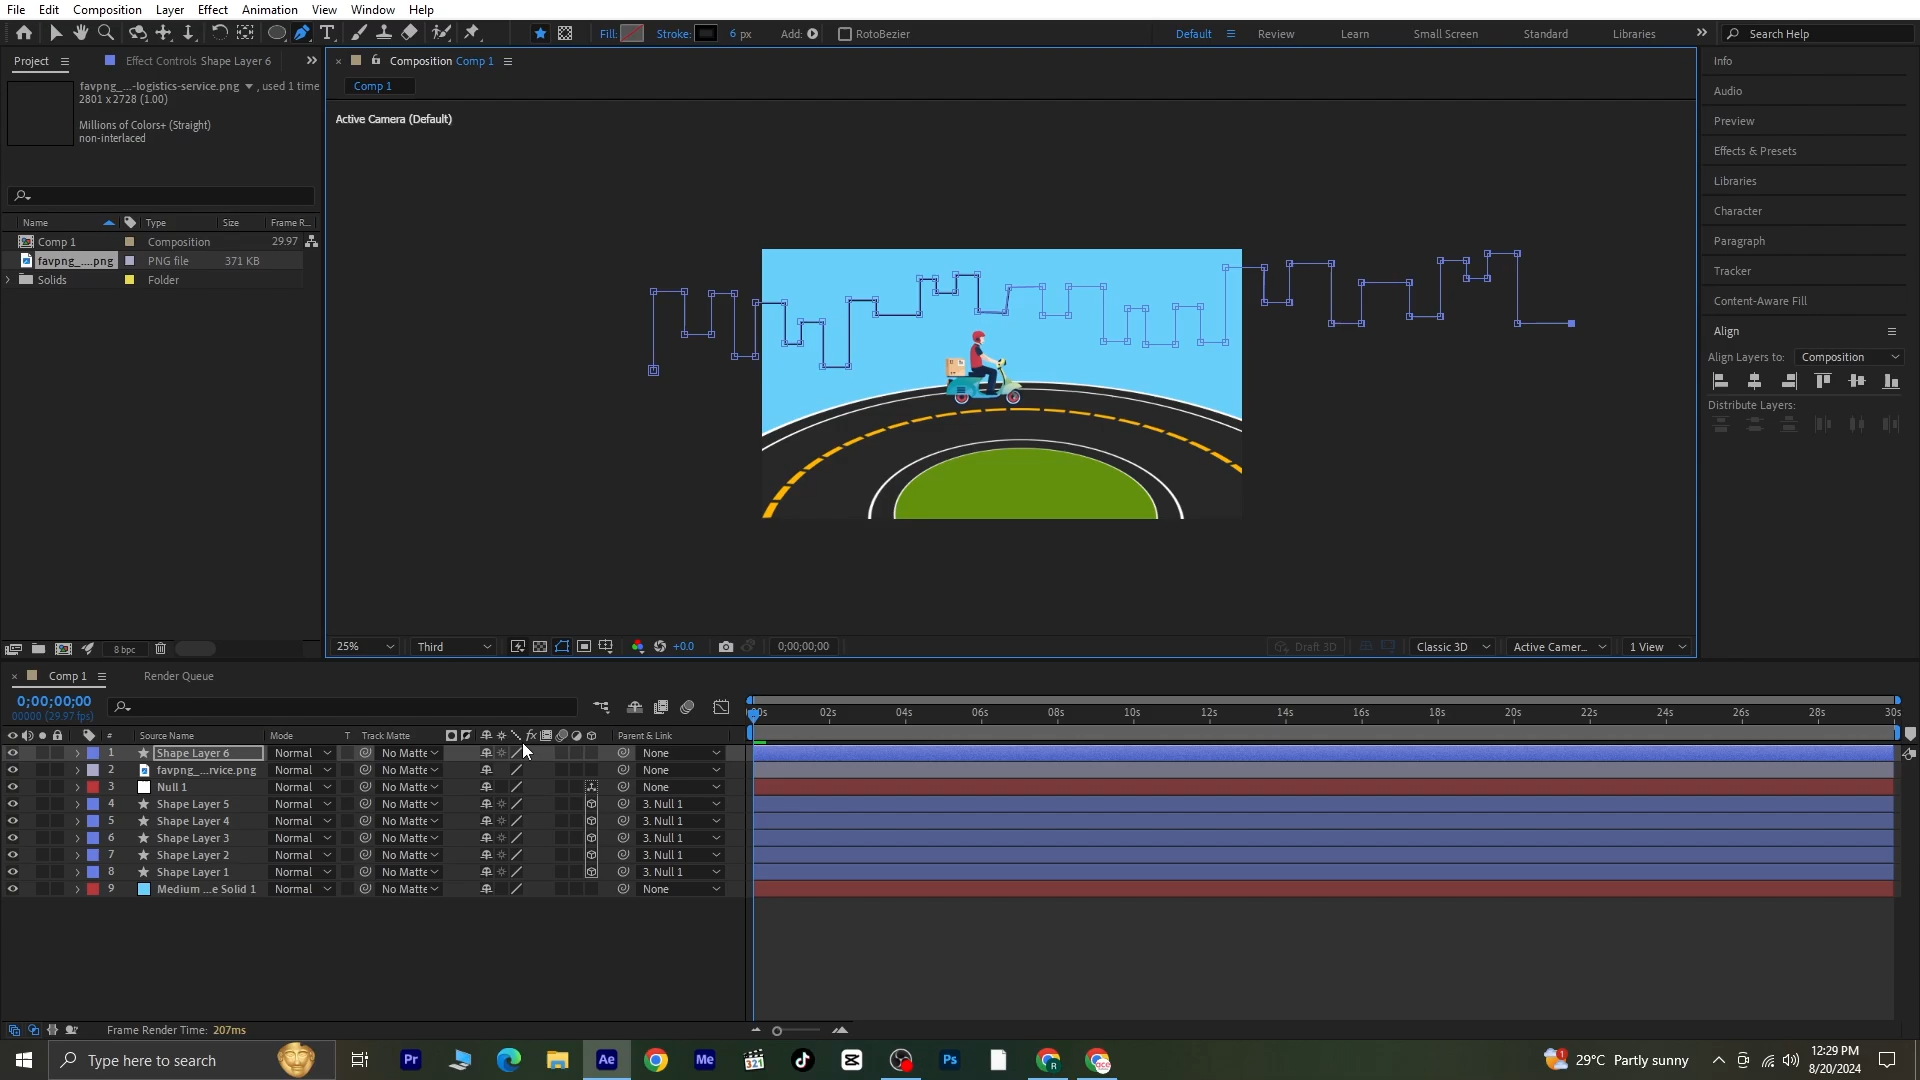 File Edit Composition Layer Effect Animation View Window Help
Fill: Stroke: 6 px Add: RotoBezier Default Review Learn Small Screen Standard Libraries Search Help
Project Effect Controls Shape Layer 6
Composition Comp 1
Comp 1
Active Camera (Default)
favpng_...-logistics-service.png , used 1 time
2801 x 2728 (1.00)
Millions of Colors+ (Straight)
non-interlaced
Name Type Size Frame R...
Comp 1 Composition 29.97
favpng_....png PNG file 371 KB
Solids Folder
8 bpc
Info
Audio
Preview
Effects & Presets
Libraries
Character
Paragraph
Tracker
Content-Aware Fill
Align
Align Layers to: Composition
Distribute Layers:
25% Third +0.0 0;00;00;00 Draft 3D Classic 3D Active Camer... 1 View
Comp 1 Render Queue
0;00;00;00
00000 (29.97 fps)
# Source Name Mode T Track Matte fx Parent & Link
02s 04s 06s 08s 10s 12s 14s 16s 18s 20s 22s 24s 26s 28s 30s
1 Shape Layer 6 Normal No Matte None
2 favpng_...rvice.png Normal No Matte None
3 Null 1 Normal No Matte None
4 Shape Layer 5 Normal No Matte 3. Null 1
5 Shape Layer 4 Normal No Matte 3. Null 1
6 Shape Layer 3 Normal No Matte 3. Null 1
7 Shape Layer 2 Normal No Matte 3. Null 1
8 Shape Layer 1 Normal No Matte 3. Null 1
9 Medium ...e Solid 1 Normal No Matte None
Frame Render Time: 207ms
Type here to search
Pr Ae Me 321 Ps R ace
29°C Partly sunny
12:29 PM
8/20/2024